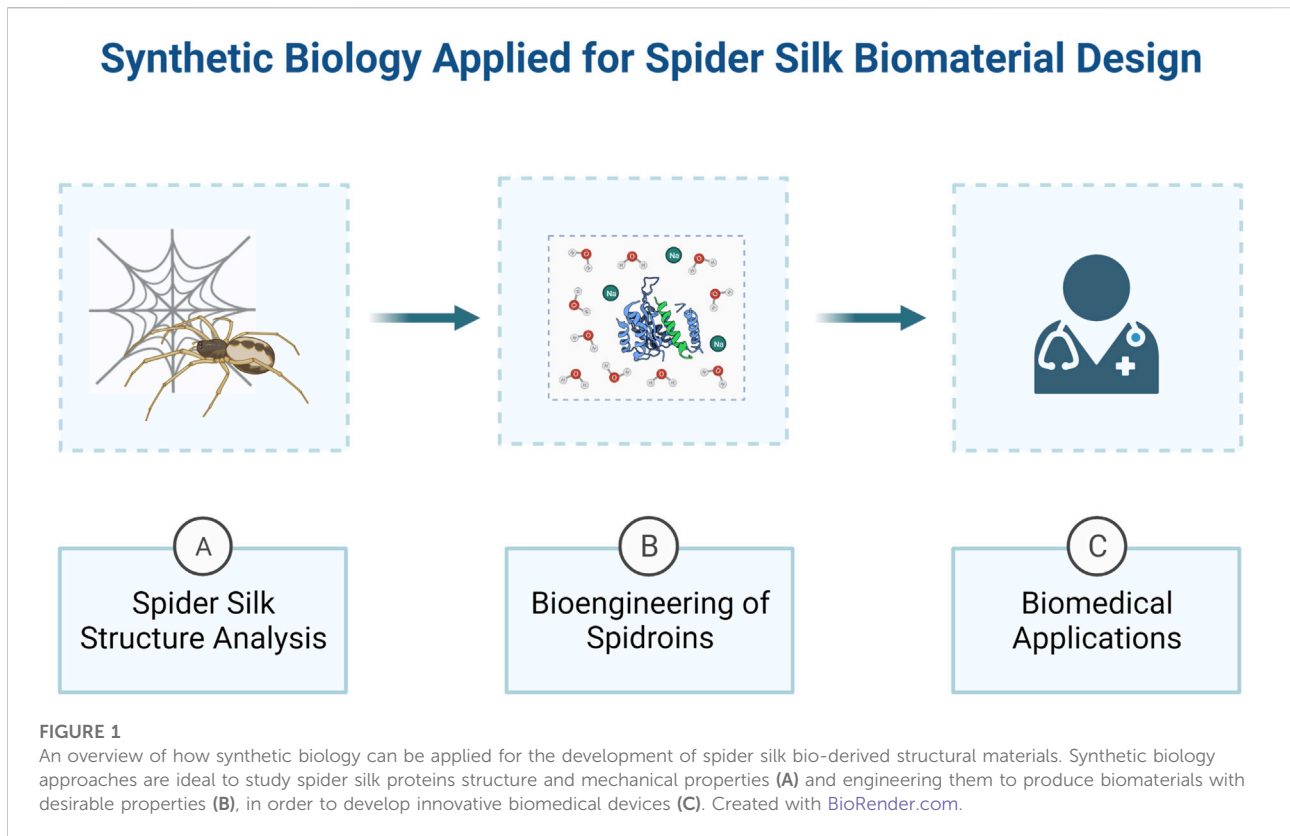 Synthetic Biology Applied for Spider Silk Biomaterial Design
Na
Na
Na
A
Spider Silk
Structure Analysis
B
Bioengineering of
Spidroins
C
Biomedical
Applications
FIGURE 1
An overview of how synthetic biology can be applied for the development of spider silk bio-derived structural materials. Synthetic biology
approaches are ideal to study spider silk proteins structure and mechanical properties (A) and engineering them to produce biomaterials with
desirable properties (B), in order to develop innovative biomedical devices (C). Created with BioRender.com.